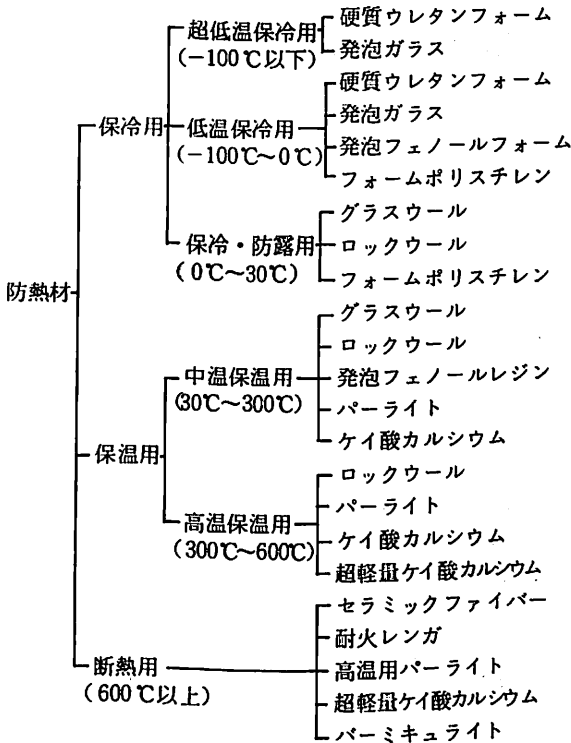 防熱材
保冷用
超低温保冷用
(－100℃以下)
硬質ウレタンフォーム
発泡ガラス
低温保冷用
(－100℃～0℃)
硬質ウレタンフォーム
発泡ガラス
発泡フェノールフォーム
フォームポリスチレン
保冷・防露用
(0℃～30℃)
グラスウール
ロックウール
フォームポリスチレン
保温用
中温保温用
(30℃～300℃)
グラスウール
ロックウール
発泡フェノールレジン
パーライト
ケイ酸カルシウム
高温保温用
(300℃～600℃)
ロックウール
パーライト
ケイ酸カルシウム
超軽量ケイ酸カルシウム
断熱用
(600℃以上)
セラミックファイバー
耐火レンガ
高温用パーライト
超軽量ケイ酸カルシウム
バーミキュライト